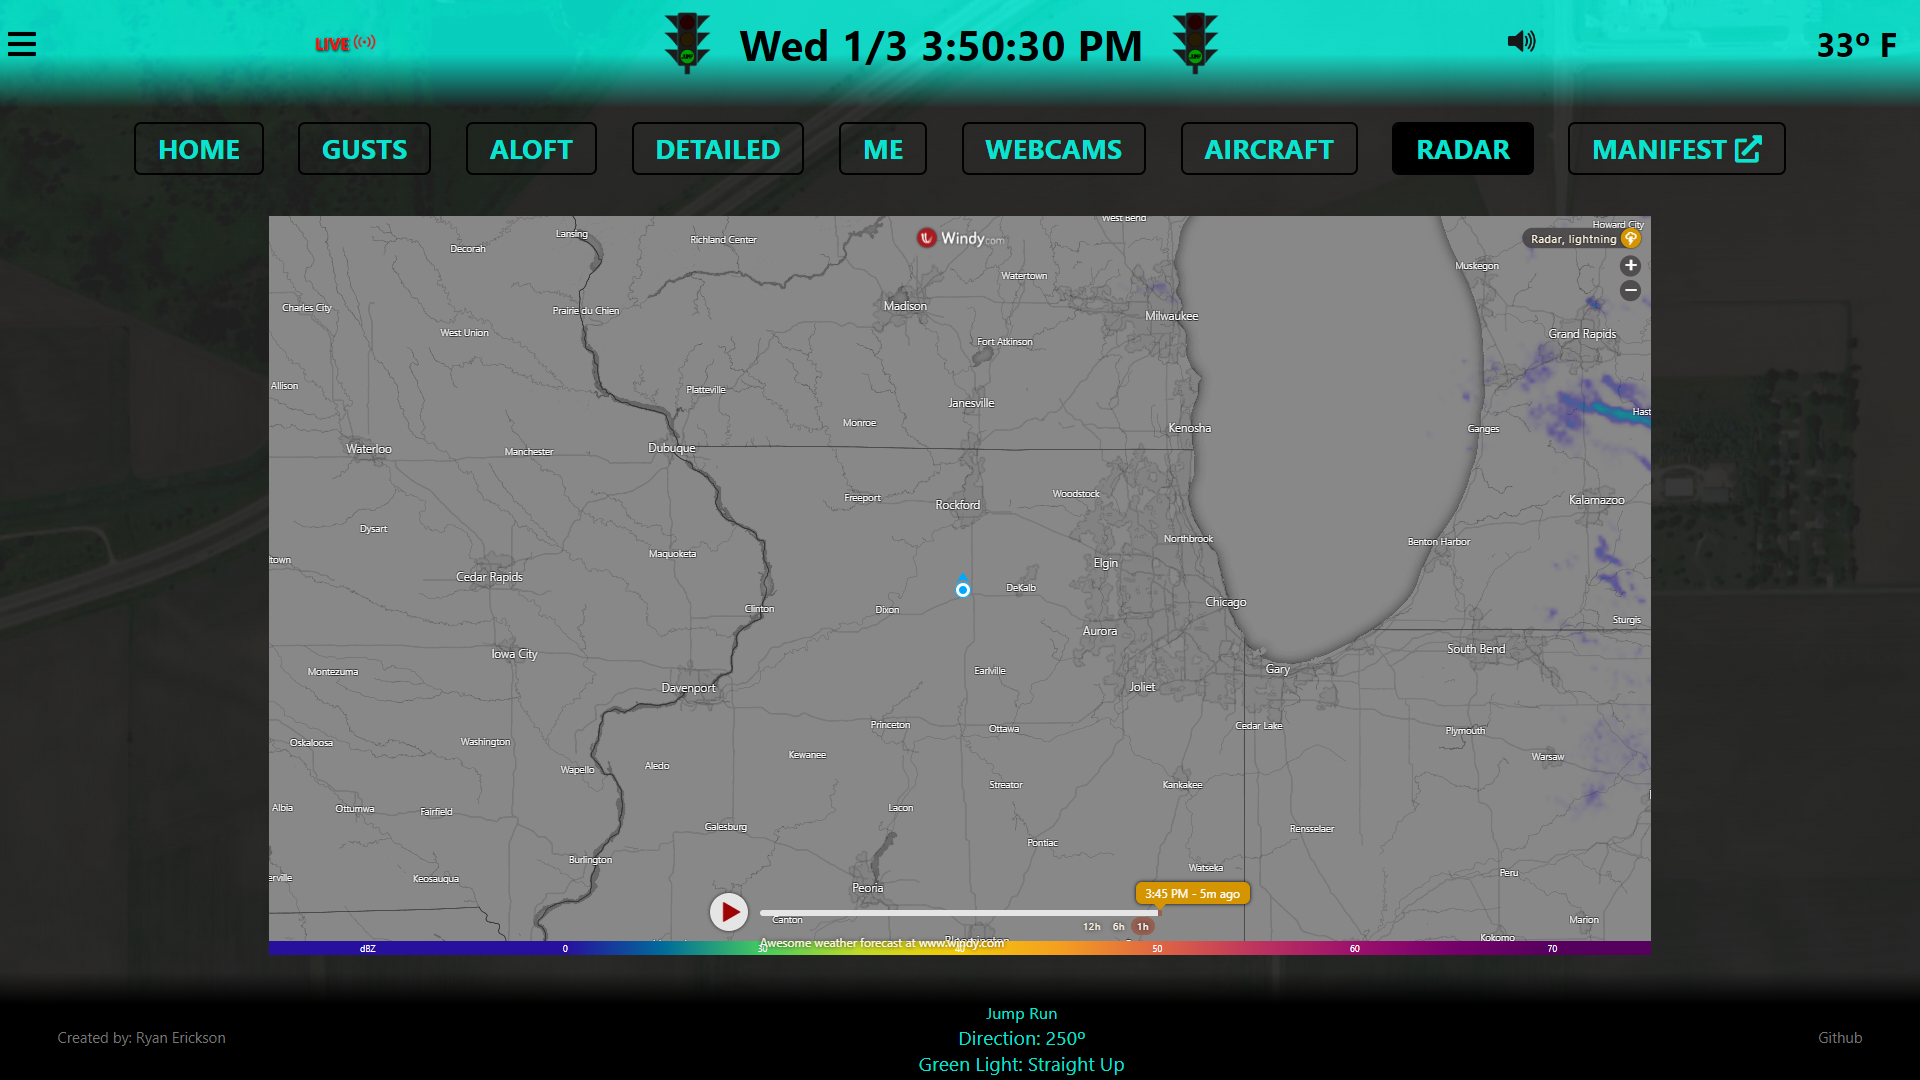 LIVE
Wed 1/3 3:50:30 PM
33º F
HOME GUSTS ALOFT DETAILED ME WEBCAMS AIRCRAFT RADAR MANIFEST
West Bend
Howard City
Lansing
Richland Center
Windy.com
Radar, lightning
Decorah
Muskegon
+
Watertown
−
Charles City
Prairie du Chien
Madison
Milwaukee
West Union
Grand Rapids
Fort Atkinson
Allison
Platteville
Janesville
Hast
Monroe
Kenosha
Ganges
Waterloo
Manchester
Dubuque
Freeport
Rockford
Woodstock
Kalamazoo
Dysart
Northbrook
Benton Harbor
Maquoketa
town
Elgin
Cedar Rapids
DeKalb
Clinton
Dixon
Chicago
Sturgis
Aurora
Iowa City
South Bend
Montezuma
Earlville
Gary
Davenport
Joliet
Princeton
Ottawa
Cedar Lake
Plymouth
Oskaloosa
Washington
Kewanee
Warsaw
Wapello
Aledo
Streator
Kankakee
Albia
Ottumwa
Fairfield
Lacon
Galesburg
Rensselaer
Pontiac
Burlington
Watseka
Peru
erville
Keosauqua
Peoria
3:45 PM - 5m ago
Canton
Marion
12h 6h 1h
Kokomo
Bloomington
Awesome weather forecast at www.windy.com
dBZ 0 30 40 50 60 70
Jump Run
Created by: Ryan Erickson
Direction: 250º
Github
Green Light: Straight Up